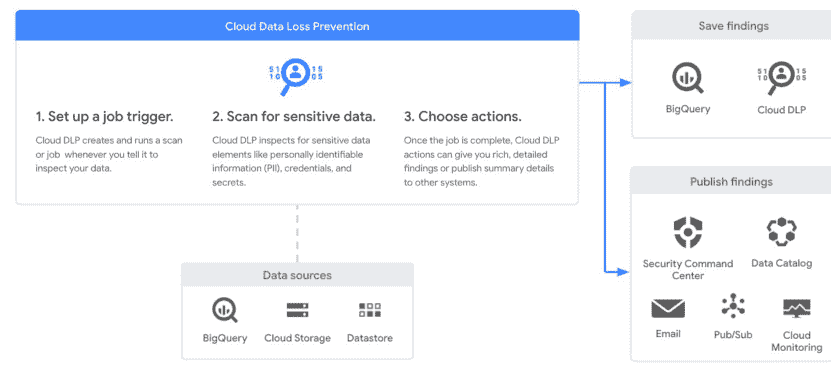 Cloud Data Loss Prevention
51 15
10 05
1. Set up a job trigger.
Cloud DLP creates and runs a scan
or job whenever you tell it to
inspect your data.
2. Scan for sensitive data.
Cloud DLP inspects for sensitive data
elements like personally identifiable
information (PII), credentials, and
secrets.
3. Choose actions.
Once the job is complete, Cloud DLP
actions can give you rich, detailed
findings or publish summary details
to other systems.
Data sources
BigQuery
Cloud Storage
Datastore
Save findings
51 15
10 05
BigQuery
Cloud DLP
Publish findings
Security Command
Center
Data Catalog
Email
Pub/Sub
Cloud
Monitoring